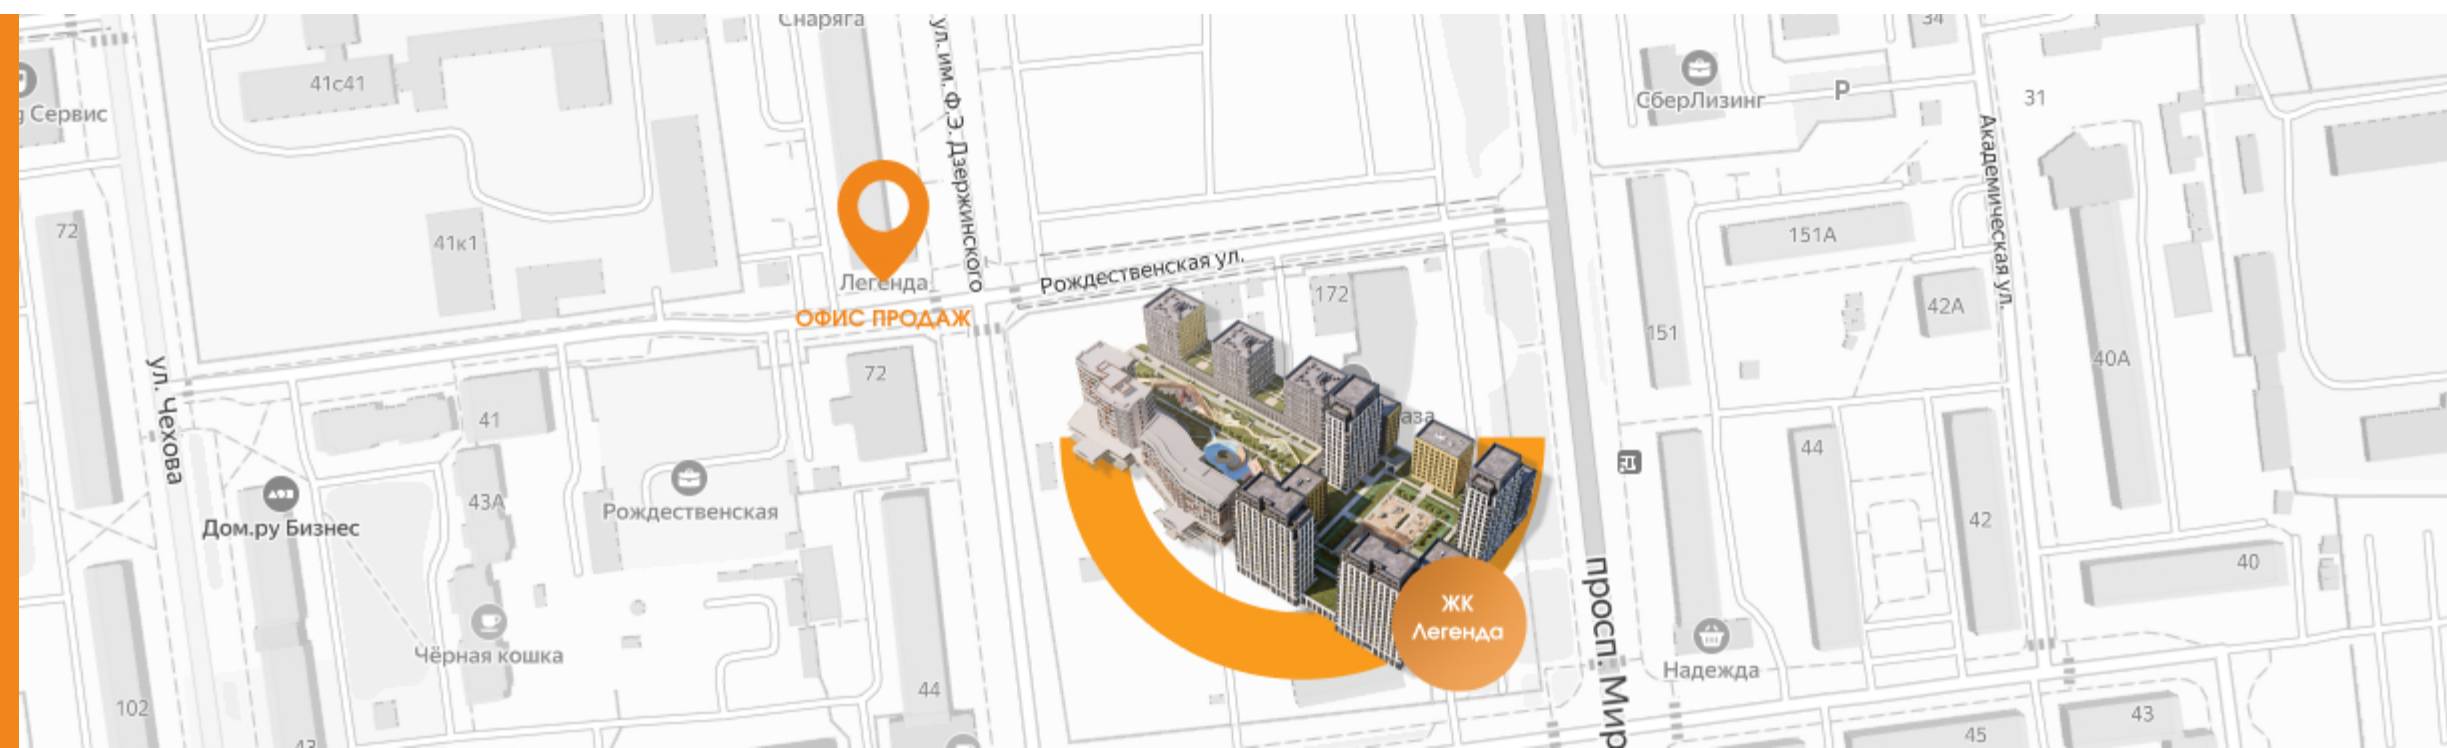 Снаряга
34
41с41
Сервис
СберЛизинг
P
31
ул. им. Ф.Э. Дзержинского
Академическая ул.
72
41к1
151А
Рождественская ул.
Легенда
172
42А
ОФИС ПРОДАЖ
151
40А
ул. Чехова
72
41
44
43А
Рождественская
42
Дом.ру Бизнес
40
ЖК
Легенда
просп. Мир
Чёрная кошка
Надежда
102
44
43
45
43